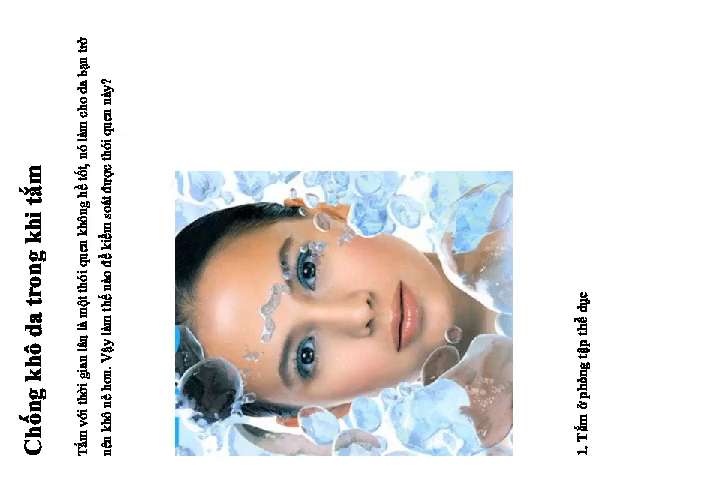 Chống khô da trong khi tắm
Tắm với thời gian lâu là một thói quen không hề tốt, nó làm cho da bạn trở
nên khô nẻ hơn. Vậy làm thế nào để kiểm soát được thói quen này?
1. Tắm ở phòng tập thể dục